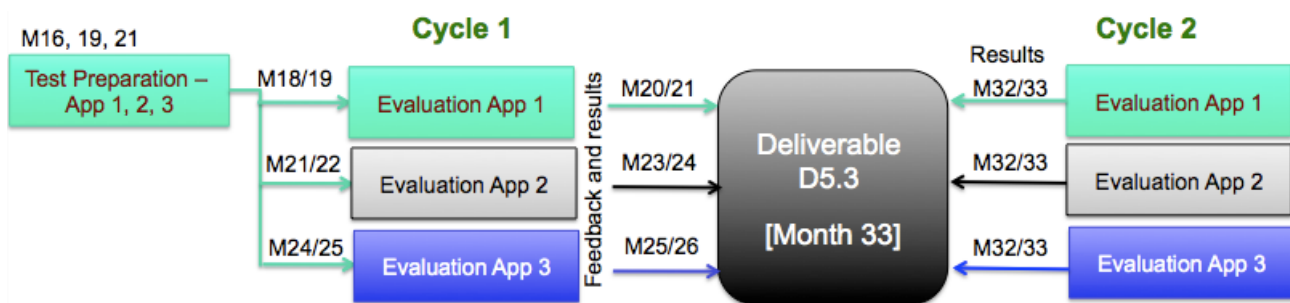 Cycle 1
Cycle 2
M16, 19, 21
Test Preparation –
App 1, 2, 3
M18/19
Evaluation App 1
M21/22
Evaluation App 2
M24/25
Evaluation App 3
Feedback and results
M20/21
M23/24
M25/26
Deliverable
D5.3
[Month 33]
Results
M32/33
Evaluation App 1
M32/33
Evaluation App 2
M32/33
Evaluation App 3